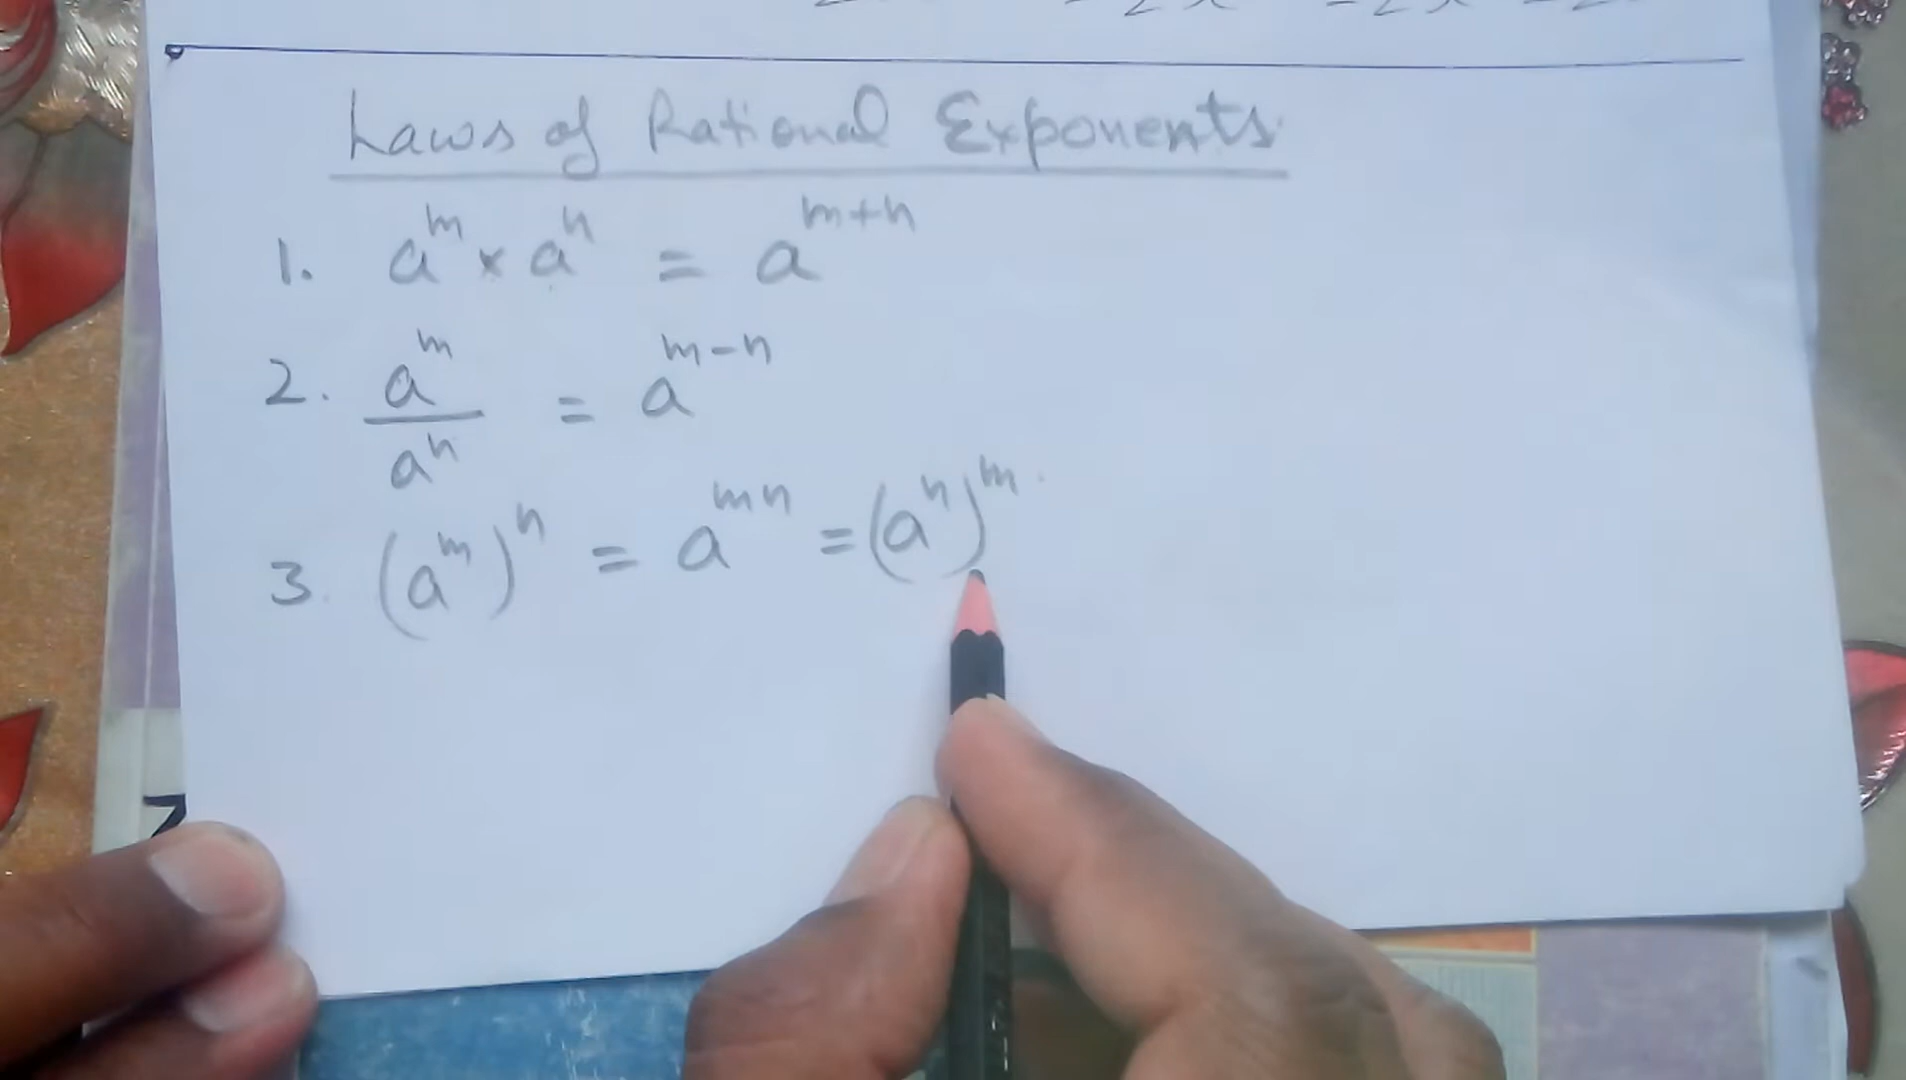 Laws of Rational Exponents
1. a^m × a^n = a^{m+n}
2. a^m / a^n = a^{m-n}
3. (a^m)^n = a^{mn} = (a^n)^m